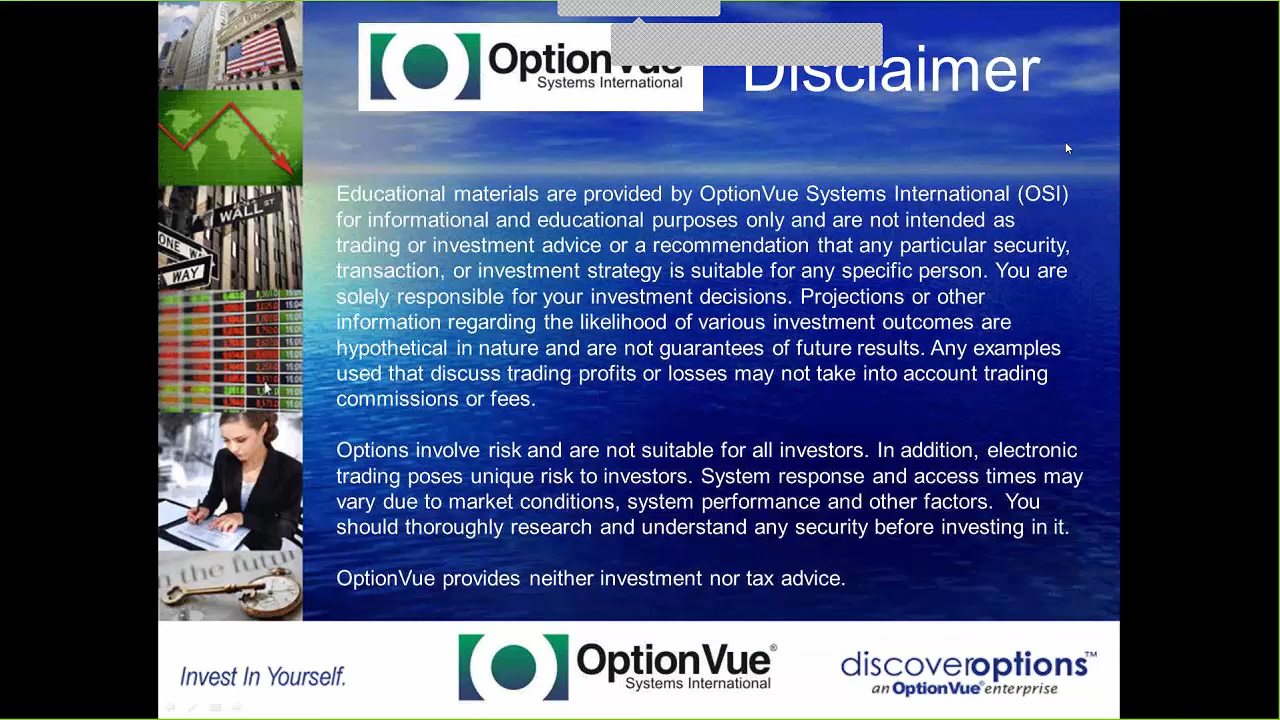 OptionVue
Systems International
Disclaimer
Educational materials are provided by OptionVue Systems International (OSI)
for informational and educational purposes only and are not intended as
trading or investment advice or a recommendation that any particular security,
transaction, or investment strategy is suitable for any specific person. You are
solely responsible for your investment decisions. Projections or other
information regarding the likelihood of various investment outcomes are
hypothetical in nature and are not guarantees of future results. Any examples
used that discuss trading profits or losses may not take into account trading
commissions or fees.
Options involve risk and are not suitable for all investors. In addition, electronic
trading poses unique risk to investors. System response and access times may
vary due to market conditions, system performance and other factors.  You
should thoroughly research and understand any security before investing in it.
OptionVue provides neither investment nor tax advice.
WALL ST
ONE W
WAY
n the futur
Invest In Yourself.
OptionVue®
Systems International
discoveroptions™
an OptionVue® enterprise